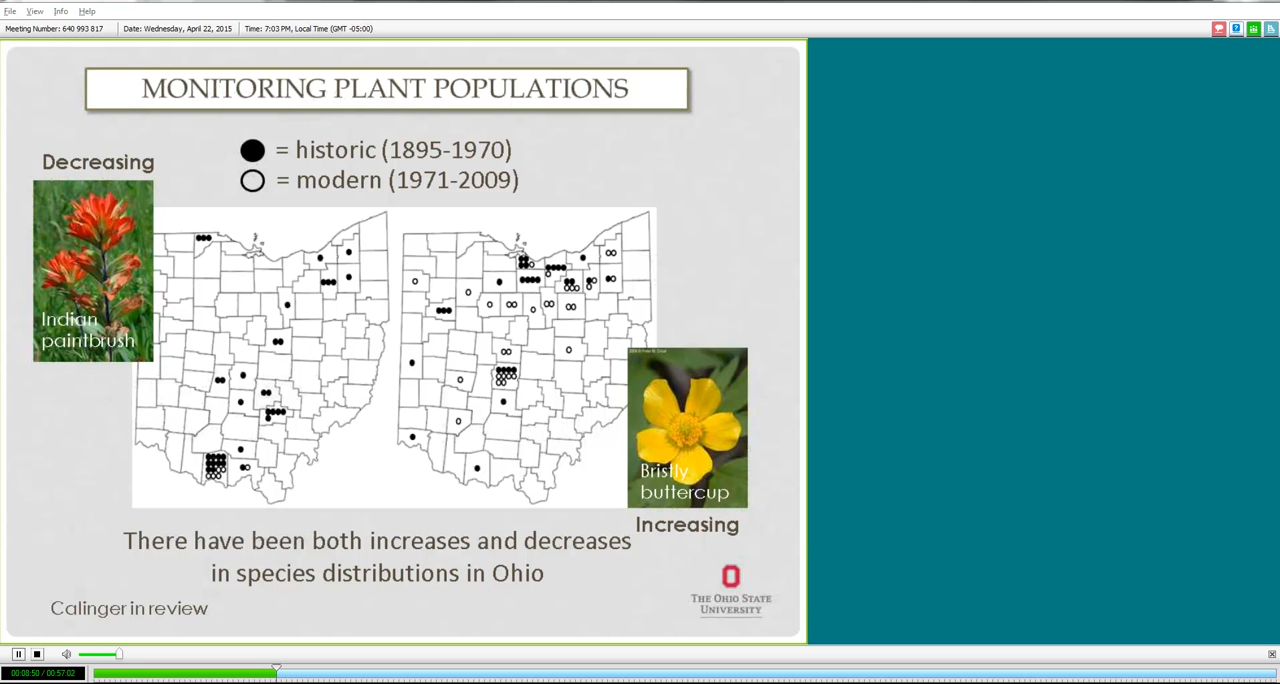 File View Info Help
Meeting Number: 640 993 817 Date: Wednesday, April 22, 2015 Time: 7:03 PM, Local Time (GMT -05:00)
MONITORING PLANT POPULATIONS
= historic (1895-1970)
= modern (1971-2009)
Decreasing
Indian
paintbrush
Bristly
buttercup
Increasing
There have been both increases and decreases
in species distributions in Ohio
Calinger in review
THE OHIO STATE
UNIVERSITY
00:08:50 / 00:57:02